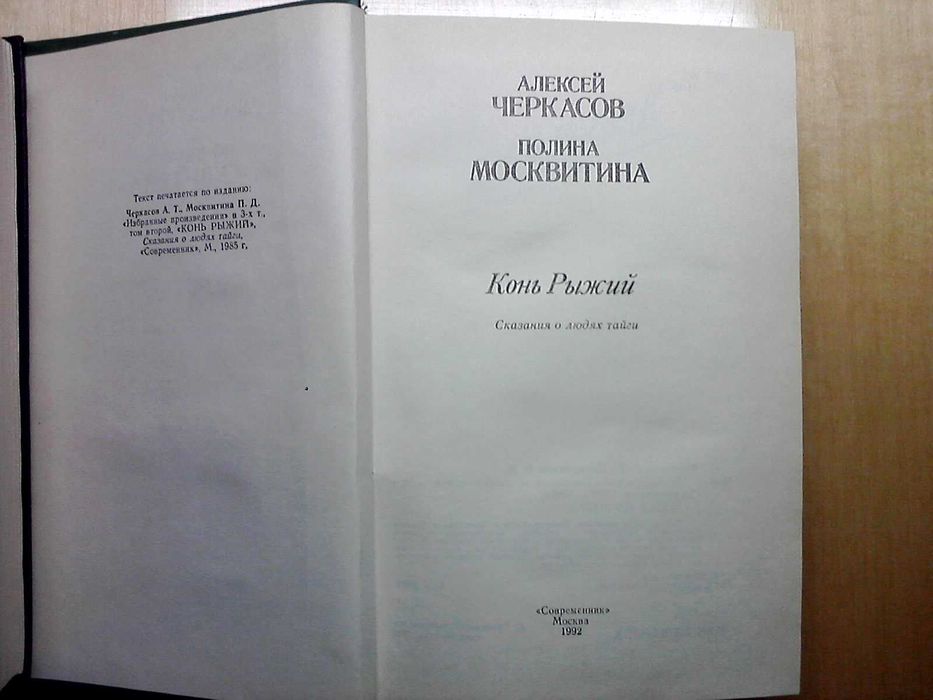 Текст печатается по изданию:
Черкасов А. Т., Москвитина П. Д.
«Избранные произведения» в 3-х т.,
том второй, «КОНЬ РЫЖИЙ»,
Сказания о людях тайги,
«Современник», М., 1985 г.
АЛЕКСЕЙ
ЧЕРКАСОВ
ПОЛИНА
МОСКВИТИНА
Конь Рыжий
Сказания о людях тайги
«Современник»
Москва
1992